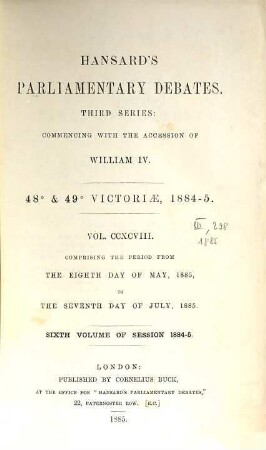 HANSARD'S
PARLIAMENTARY DEBATES,
THIRD SERIES:
COMMENCING WITH THE ACCESSION OF
WILLIAM IV.
48° & 49° VICTORIÆ, 1884-5.
VOL. CCXCVIII.
COMPRISING THE PERIOD FROM
THE EIGHTH DAY OF MAY, 1885,
TO
THE SEVENTH DAY OF JULY, 1885.
SIXTH VOLUME OF SESSION 1884-5.
LONDON:
PUBLISHED BY CORNELIUS BUCK,
AT THE OFFICE FOR "HANSARD'S PARLIAMENTARY DEBATES,"
22, PATERNOSTER ROW. [E.C.]
1885.
III, 298
1885